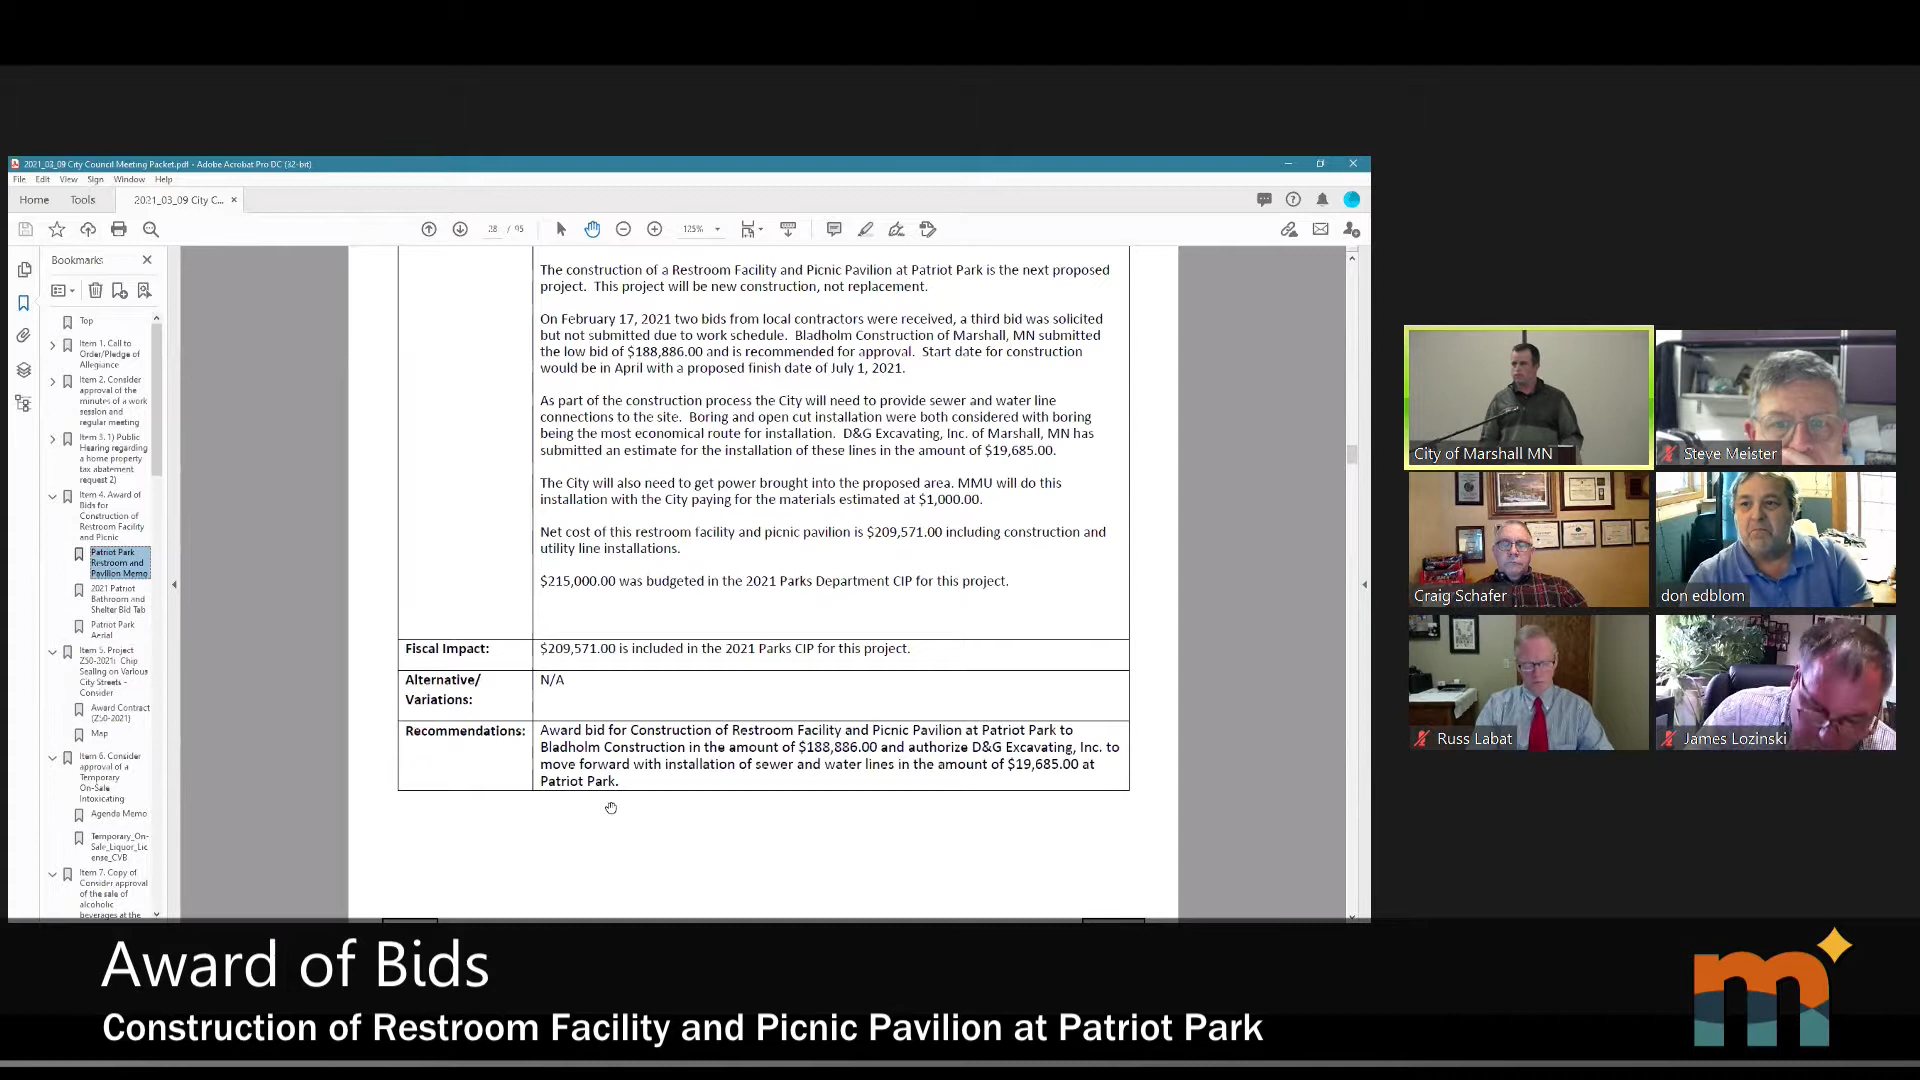 2021_03_09 City Council Meeting Packet.pdf - Adobe Acrobat Pro DC (32-bit)
File Edit View Sign Window Help
Home Tools 2021_03_09 City C... ×
/ 95 125%
Bookmarks
Top
Item 1. Call to
Order/Pledge of
Allegiance
Item 2. Consider
approval of the
minutes of a work
session and
regular meeting
Item 3. 1) Public
Hearing regarding
a home property
tax abatement
request 2)
Item 4. Award of
Bids for
Construction of
Restroom Facility
and Picnic
Patriot Park
Restroom and
Pavilion Memo
2021 Patriot
Bathroom and
Shelter Bid Tab
Patriot Park
Aerial
Item 5. Project
Z50-2021: Chip
Sealing on Various
City Streets -
Consider
Award Contract
(Z50-2021)
Map
Item 6. Consider
approval of a
Temporary
On-Sale
Intoxicating
Agenda Memo
Temporary_On-
Sale_Liquor_Lic
ense_CVB
Item 7. Copy of
Consider approval
of the sale of
alcoholic
beverages at the
The construction of a Restroom Facility and Picnic Pavilion at Patriot Park is the next proposed
project. This project will be new construction, not replacement.
On February 17, 2021 two bids from local contractors were received, a third bid was solicited
but not submitted due to work schedule. Bladholm Construction of Marshall, MN submitted
the low bid of $188,886.00 and is recommended for approval. Start date for construction
would be in April with a proposed finish date of July 1, 2021.
As part of the construction process the City will need to provide sewer and water line
connections to the site. Boring and open cut installation were both considered with boring
being the most economical route for installation. D&G Excavating, Inc. of Marshall, MN has
submitted an estimate for the installation of these lines in the amount of $19,685.00.
The City will also need to get power brought into the proposed area. MMU will do this
installation with the City paying for the materials estimated at $1,000.00.
Net cost of this restroom facility and picnic pavilion is $209,571.00 including construction and
utility line installations.
$215,000.00 was budgeted in the 2021 Parks Department CIP for this project.
Fiscal Impact: $209,571.00 is included in the 2021 Parks CIP for this project.
Alternative/ N/A
Variations:
Recommendations: Award bid for Construction of Restroom Facility and Picnic Pavilion at Patriot Park to
Bladholm Construction in the amount of $188,886.00 and authorize D&G Excavating, Inc. to
move forward with installation of sewer and water lines in the amount of $19,685.00 at
Patriot Park.
City of Marshall MN
Steve Meister
Craig Schafer
don edblom
Russ Labat
James Lozinski
Award of Bids
Construction of Restroom Facility and Picnic Pavilion at Patriot Park
m